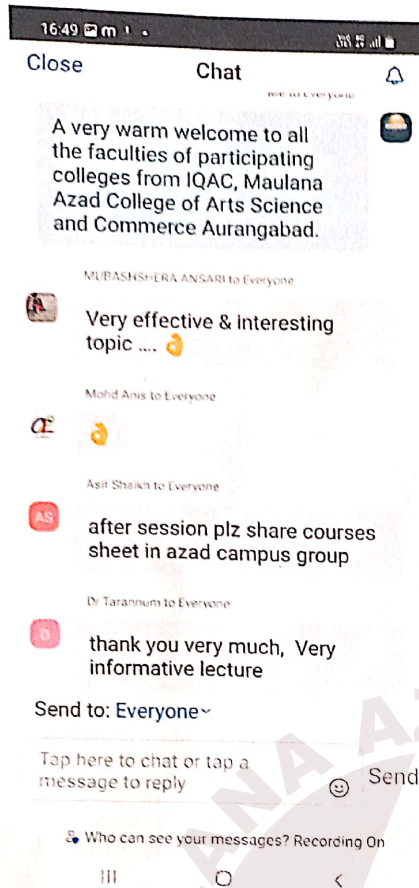 16:49
Close
Chat
Me to Everyone
A very warm welcome to all
the faculties of participating
colleges from IQAC, Maulana
Azad College of Arts Science
and Commerce Aurangabad.
MUBASHSHERA ANSARI to Everyone
Very effective & interesting
topic .... 👌
Mohd Anis to Everyone
👌
Asif Shaikh to Everyone
AS
after session plz share courses
sheet in azad campus group
Dr Tarannum to Everyone
D
thank you very much, Very
informative lecture
Send to: Everyone
Tap here to chat or tap a
message to reply
Send
Who can see your messages? Recording On